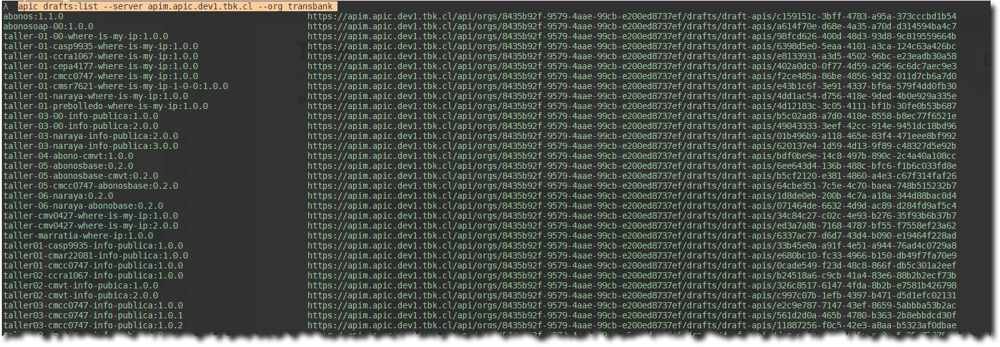 λ apic drafts:list --server apim.apic.dev1.tbk.cl --org transbank
abonos:1.1.0 https://apim.apic.dev1.tbk.cl/api/orgs/8435b92f-9579-4aae-99cb-e200ed8737ef/drafts/draft-apis/c159151c-3bff-4783-a95a-373cccbd1b54
abonosoap-00:1.0.0 https://apim.apic.dev1.tbk.cl/api/orgs/8435b92f-9579-4aae-99cb-e200ed8737ef/drafts/draft-apis/a614f70e-d68e-4a35-a70d-d314594ba4c7
taller-01-00-where-is-my-ip:1.0.0 https://apim.apic.dev1.tbk.cl/api/orgs/8435b92f-9579-4aae-99cb-e200ed8737ef/drafts/draft-apis/98fcd626-400d-48d3-93d8-9c819559664b
taller-01-casp9935-where-is-my-ip:1.0.0 https://apim.apic.dev1.tbk.cl/api/orgs/8435b92f-9579-4aae-99cb-e200ed8737ef/drafts/draft-apis/6398d5e0-5eaa-4101-a3ca-124c63a426bc
taller-01-ccra1067-where-is-my-ip:1.0.0 https://apim.apic.dev1.tbk.cl/api/orgs/8435b92f-9579-4aae-99cb-e200ed8737ef/drafts/draft-apis/e8133931-a3d5-4502-96bc-e23eadb30a58
taller-01-cepa4177-where-is-my-ip:1.0.0 https://apim.apic.dev1.tbk.cl/api/orgs/8435b92f-9579-4aae-99cb-e200ed8737ef/drafts/draft-apis/402a0dc0-0f77-4d59-a296-6c6dc7aec9e3
taller-01-cmcc0747-where-is-my-ip:1.0.0 https://apim.apic.dev1.tbk.cl/api/orgs/8435b92f-9579-4aae-99cb-e200ed8737ef/drafts/draft-apis/f2ce485a-86be-4856-9d32-011d7cb6a7d0
taller-01-cmsr7621-where-is-my-ip-1-0-0:1.0.0 https://apim.apic.dev1.tbk.cl/api/orgs/8435b92f-9579-4aae-99cb-e200ed8737ef/drafts/draft-apis/e43b1c6f-3e91-4337-bf6a-579f4dd0fb30
taller-01-naraya-where-is-my-ip:1.0.0 https://apim.apic.dev1.tbk.cl/api/orgs/8435b92f-9579-4aae-99cb-e200ed8737ef/drafts/draft-apis/4dd1ac54-d756-418e-9ded-4b0e929a335e
taller-01-prebolledo-where-is-my-ip:1.0.0 https://apim.apic.dev1.tbk.cl/api/orgs/8435b92f-9579-4aae-99cb-e200ed8737ef/drafts/draft-apis/4d12183c-3c05-4111-bf1b-30fe0b53b687
taller-03-00-info-publica:1.0.0 https://apim.apic.dev1.tbk.cl/api/orgs/8435b92f-9579-4aae-99cb-e200ed8737ef/drafts/draft-apis/b5c02ad8-a7d0-418e-8558-b8ec77f6521e
taller-03-00-info-publica:2.0.0 https://apim.apic.dev1.tbk.cl/api/orgs/8435b92f-9579-4aae-99cb-e200ed8737ef/drafts/draft-apis/49043333-3eef-42cc-914e-9451dc18bd96
taller-03-naraya-info-publica:2.0.0 https://apim.apic.dev1.tbk.cl/api/orgs/8435b92f-9579-4aae-99cb-e200ed8737ef/drafts/draft-apis/01b496b9-a118-465e-83f4-471eee8bf992
taller-03-naraya-info-publica:3.0.0 https://apim.apic.dev1.tbk.cl/api/orgs/8435b92f-9579-4aae-99cb-e200ed8737ef/drafts/draft-apis/620137e4-1d59-4d13-9f89-c48327d5e92b
taller-04-abono-cmvt:1.0.0 https://apim.apic.dev1.tbk.cl/api/orgs/8435b92f-9579-4aae-99cb-e200ed8737ef/drafts/draft-apis/bdf0be9e-14c8-497b-890c-2c4a40a108cc
taller-05-abonosbase:0.2.0 https://apim.apic.dev1.tbk.cl/api/orgs/8435b92f-9579-4aae-99cb-e200ed8737ef/drafts/draft-apis/6ee643d4-136b-488c-bfc6-f1b6c033fd8e
taller-05-abonosbase-cmvt:0.2.0 https://apim.apic.dev1.tbk.cl/api/orgs/8435b92f-9579-4aae-99cb-e200ed8737ef/drafts/draft-apis/b5cf2120-e381-4860-a4e3-c67f314faf26
taller-05-cmcc0747-abonosbase:0.2.0 https://apim.apic.dev1.tbk.cl/api/orgs/8435b92f-9579-4aae-99cb-e200ed8737ef/drafts/draft-apis/64cbe351-7c5e-4c70-baea-748b515232b7
taller-06-naraya:0.2.0 https://apim.apic.dev1.tbk.cl/api/orgs/8435b92f-9579-4aae-99cb-e200ed8737ef/drafts/draft-apis/1d8de0eb-200b-4c7a-a18a-344d88bac8d4
taller-06-naraya-abonobase:0.2.0 https://apim.apic.dev1.tbk.cl/api/orgs/8435b92f-9579-4aae-99cb-e200ed8737ef/drafts/draft-apis/071464de-6632-4d9d-ac89-d284fd9af5c4
taller-cmv0427-where-is-my-ip:1.0.0 https://apim.apic.dev1.tbk.cl/api/orgs/8435b92f-9579-4aae-99cb-e200ed8737ef/drafts/draft-apis/34c84c27-c02c-4e93-b276-35f93b6b37b7
taller-cmv0427-where-is-my-ip:2.0.0 https://apim.apic.dev1.tbk.cl/api/orgs/8435b92f-9579-4aae-99cb-e200ed8737ef/drafts/draft-apis/ed3a7a8b-7168-4787-bf55-f7558ef23a62
taller-marratia-where-ip:1.0.0 https://apim.apic.dev1.tbk.cl/api/orgs/8435b92f-9579-4aae-99cb-e200ed8737ef/drafts/draft-apis/6337ac77-d6d7-43d4-b090-e19464f228ad
taller01-casp9935-info-publica:1.0.0 https://apim.apic.dev1.tbk.cl/api/orgs/8435b92f-9579-4aae-99cb-e200ed8737ef/drafts/draft-apis/33b45e0a-a91f-4e51-a944-76ad4c0729a8
taller01-cmar22081-info-publica:1.0.0 https://apim.apic.dev1.tbk.cl/api/orgs/8435b92f-9579-4aae-99cb-e200ed8737ef/drafts/draft-apis/e680bc10-fc33-4966-b150-db49f7fa70e9
taller01-cmcc0747-info-publica:1.0.0 https://apim.apic.dev1.tbk.cl/api/orgs/8435b92f-9579-4aae-99cb-e200ed8737ef/drafts/draft-apis/0cade549-f23d-48c8-866f-db5c301a2eef
taller02-ccra1067-info-publica:1.0.0 https://apim.apic.dev1.tbk.cl/api/orgs/8435b92f-9579-4aae-99cb-e200ed8737ef/drafts/draft-apis/b24518a6-c9cb-41a4-83e6-88b2b2ecf73b
taller02-cmvt-info-pubica:1.0.0 https://apim.apic.dev1.tbk.cl/api/orgs/8435b92f-9579-4aae-99cb-e200ed8737ef/drafts/draft-apis/326c8517-6147-4fda-8b2b-e7581b426798
taller02-cmvt-info-pubica:2.0.0 https://apim.apic.dev1.tbk.cl/api/orgs/8435b92f-9579-4aae-99cb-e200ed8737ef/drafts/draft-apis/c997c07b-1efb-4397-b471-d5d1efc02131
taller03-cmcc0747-info-publica:1.0.0 https://apim.apic.dev1.tbk.cl/api/orgs/8435b92f-9579-4aae-99cb-e200ed8737ef/drafts/draft-apis/e2c9e787-7147-43ef-8659-5abbba53b2ac
taller03-cmcc0747-info-publica:1.0.1 https://apim.apic.dev1.tbk.cl/api/orgs/8435b92f-9579-4aae-99cb-e200ed8737ef/drafts/draft-apis/561d2d0a-465b-4780-b363-2b8ebbdcd30f
taller03-cmcc0747-info-publica:1.0.2 https://apim.apic.dev1.tbk.cl/api/orgs/8435b92f-9579-4aae-99cb-e200ed8737ef/drafts/draft-apis/11887256-f0c5-42e3-a8aa-b5323af0dbae